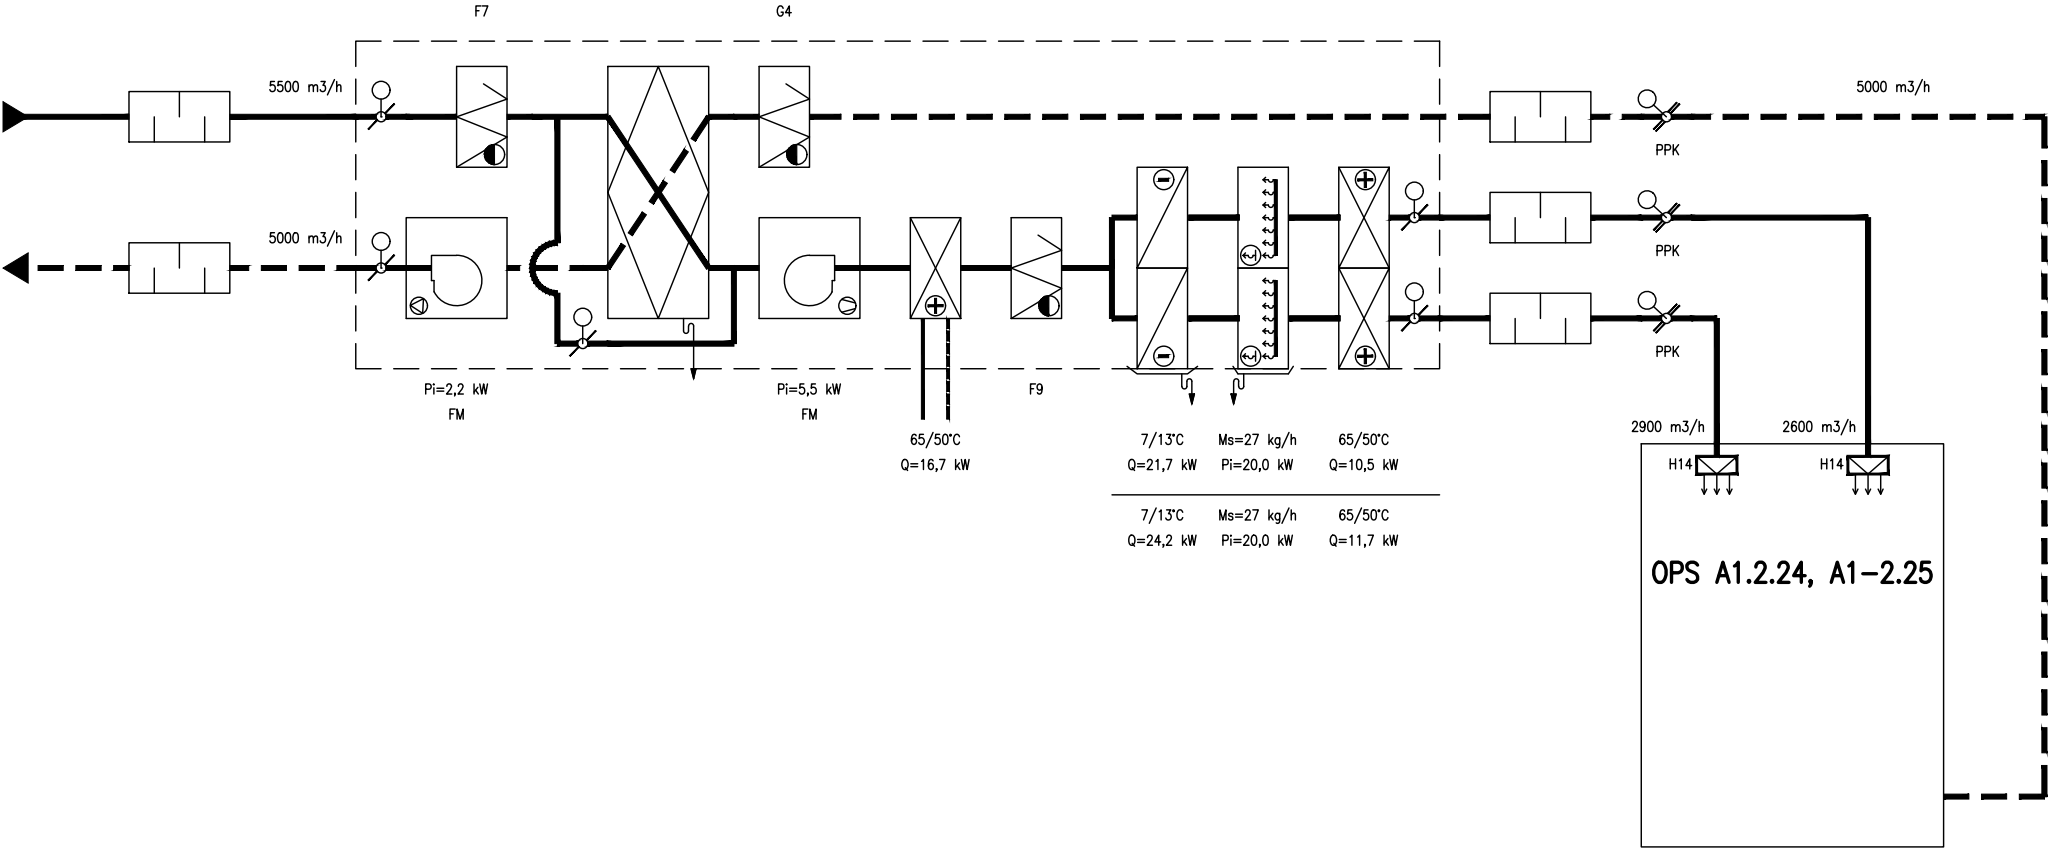 F7
G4
5500 m3/h
5000 m3/h
PPK
5000 m3/h
PPK
PPK
Pi=2,2 kW
FM
Pi=5,5 kW
FM
F9
65/50°C
Q=16,7 kW
7/13°C
Q=21,7 kW
Ms=27 kg/h
Pi=20,0 kW
65/50°C
Q=10,5 kW
7/13°C
Q=24,2 kW
Ms=27 kg/h
Pi=20,0 kW
65/50°C
Q=11,7 kW
2900 m3/h
2600 m3/h
H14
H14
OPS A1.2.24, A1-2.25